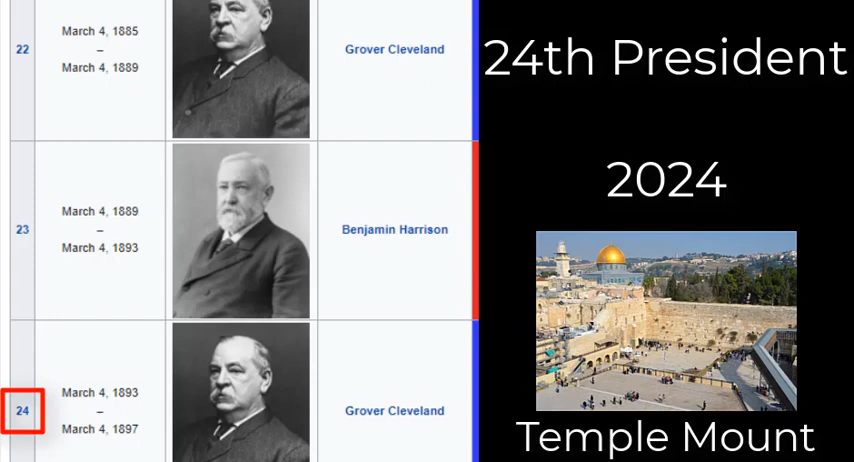 22
March 4, 1885
–
March 4, 1889
Grover Cleveland
23
March 4, 1889
–
March 4, 1893
Benjamin Harrison
24
March 4, 1893
–
March 4, 1897
Grover Cleveland
24th President
2024
Temple Mount